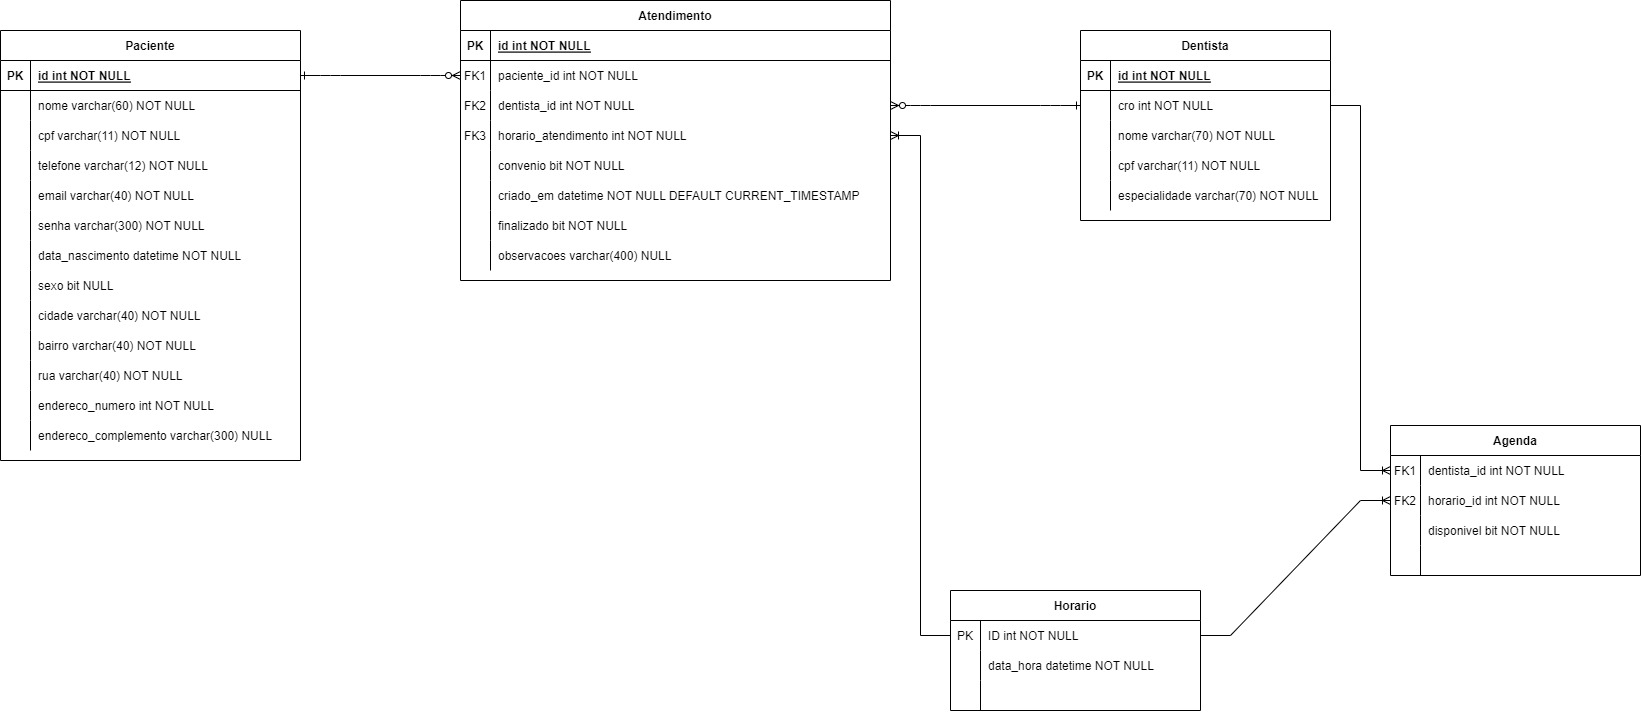 Paciente
PK id int NOT NULL
nome varchar(60) NOT NULL
cpf varchar(11) NOT NULL
telefone varchar(12) NOT NULL
email varchar(40) NOT NULL
senha varchar(300) NOT NULL
data_nascimento datetime NOT NULL
sexo bit NULL
cidade varchar(40) NOT NULL
bairro varchar(40) NOT NULL
rua varchar(40) NOT NULL
endereco_numero int NOT NULL
endereco_complemento varchar(300) NULL
Atendimento
PK id int NOT NULL
FK1 paciente_id int NOT NULL
FK2 dentista_id int NOT NULL
FK3 horario_atendimento int NOT NULL
convenio bit NOT NULL
criado_em datetime NOT NULL DEFAULT CURRENT_TIMESTAMP
finalizado bit NOT NULL
observacoes varchar(400) NULL
Dentista
PK id int NOT NULL
cro int NOT NULL
nome varchar(70) NOT NULL
cpf varchar(11) NOT NULL
especialidade varchar(70) NOT NULL
Agenda
FK1 dentista_id int NOT NULL
FK2 horario_id int NOT NULL
disponivel bit NOT NULL
Horario
PK ID int NOT NULL
data_hora datetime NOT NULL